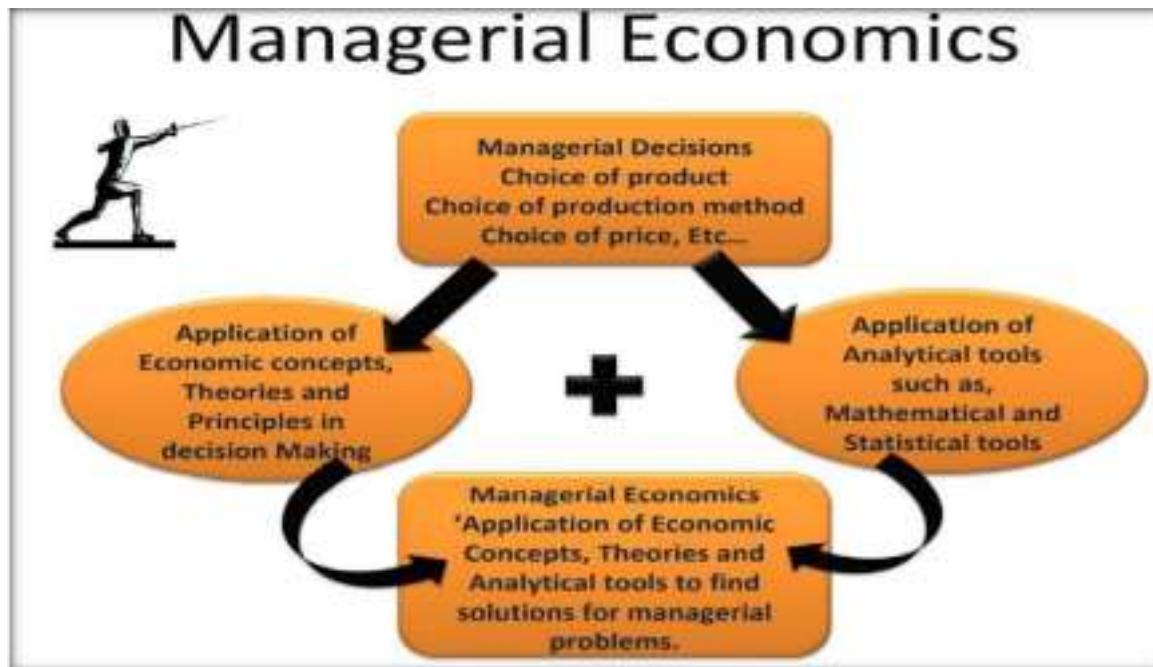 Managerial Economics
Managerial Decisions
Choice of product
Choice of production method
Choice of price, Etc...
Application of
Economic concepts,
Theories and
Principles in
decision Making
Application of
Analytical tools
such as,
Mathematical and
Statistical tools
Managerial Economics
'Application of Economic
Concepts, Theories and
Analytical tools to find
solutions for managerial
problems.